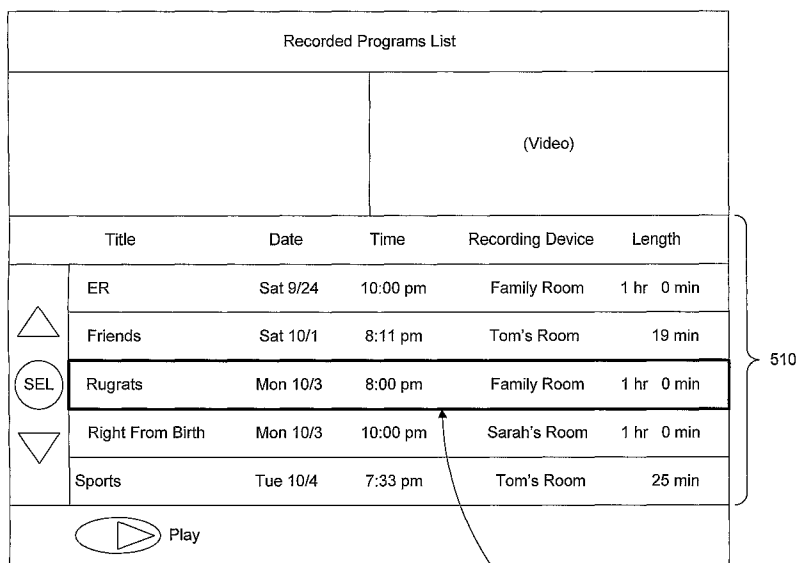 Recorded Programs List
(Video)
Title Date Time Recording Device Length
ER Sat 9/24 10:00 pm Family Room 1 hr 0 min
Friends Sat 10/1 8:11 pm Tom's Room 19 min
SEL Rugrats Mon 10/3 8:00 pm Family Room 1 hr 0 min
510
Right From Birth Mon 10/3 10:00 pm Sarah's Room 1 hr 0 min
Sports Tue 10/4 7:33 pm Tom's Room 25 min
Play